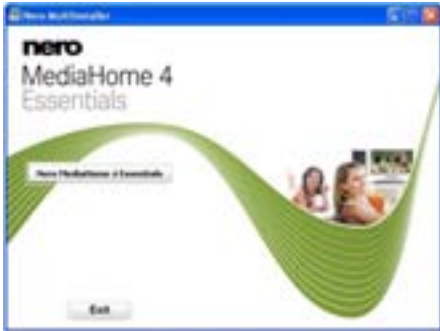 Nero MultiInstaller
nero
MediaHome 4
Essentials
Nero MediaHome 4 Essentials
Exit